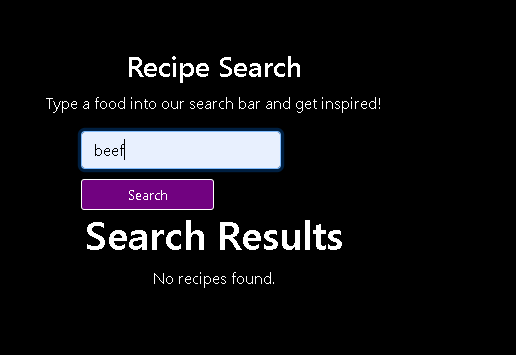 Recipe Search
Type a food into our search bar and get inspired!
beef
Search
Search Results
No recipes found.